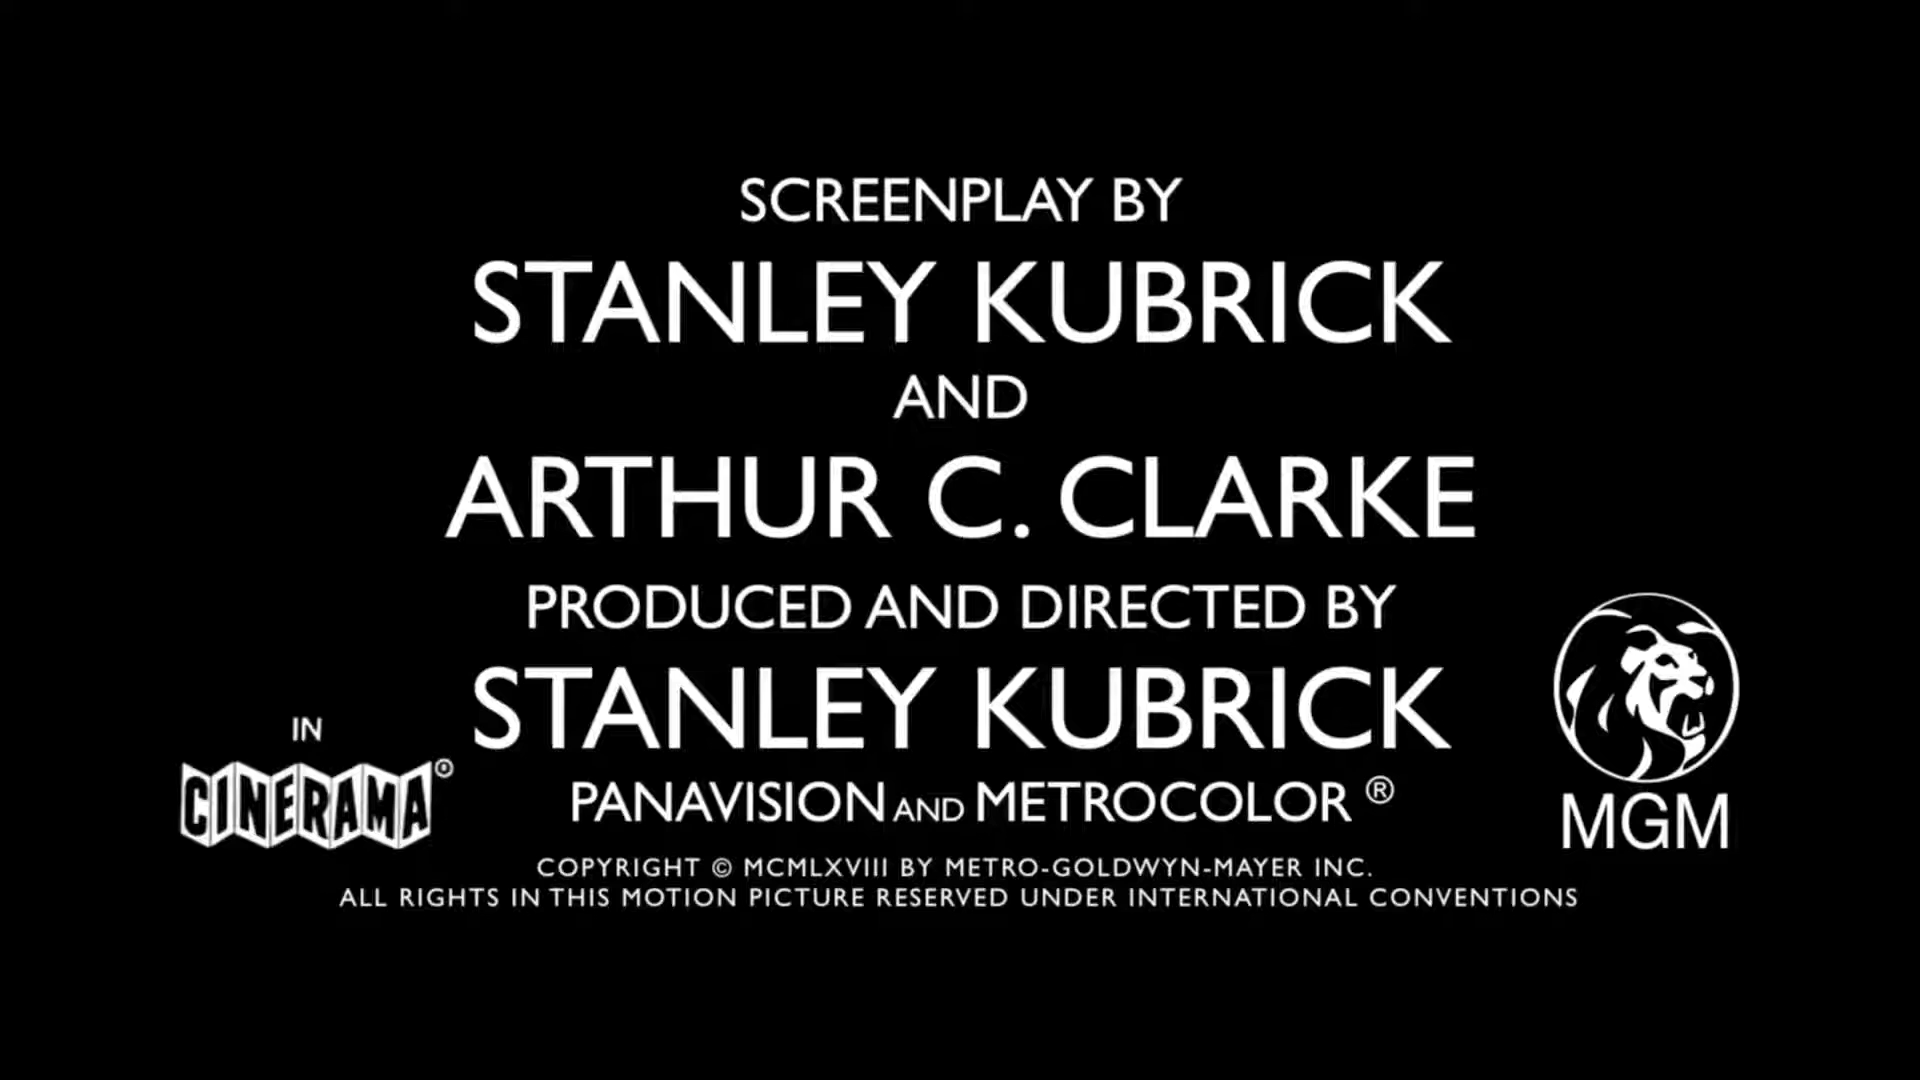 SCREENPLAY BY
STANLEY KUBRICK
AND
ARTHUR C. CLARKE
PRODUCED AND DIRECTED BY
STANLEY KUBRICK
IN
CINERAMA®
PANAVISION AND METROCOLOR ®
MGM
COPYRIGHT © MCMLXVIII BY METRO-GOLDWYN-MAYER INC.
ALL RIGHTS IN THIS MOTION PICTURE RESERVED UNDER INTERNATIONAL CONVENTIONS